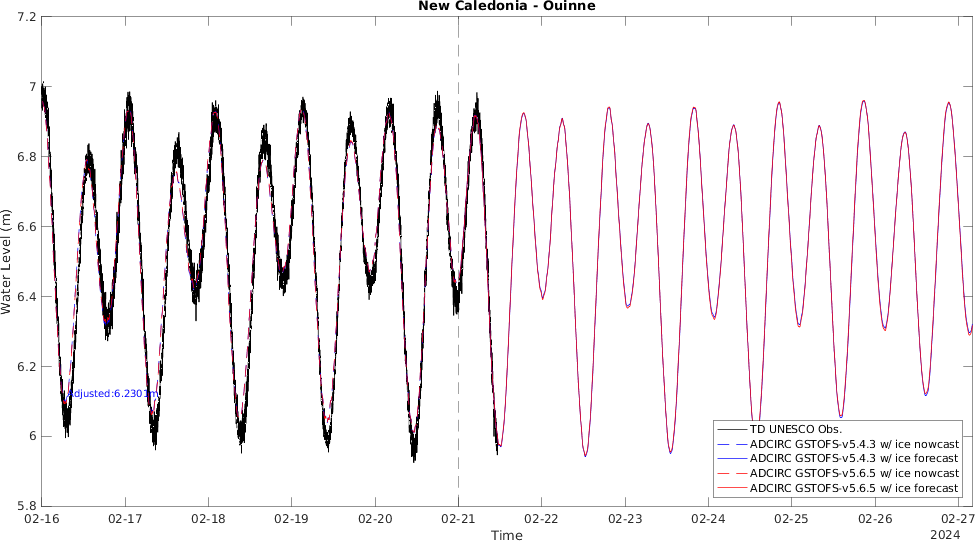 New Caledonia - Ouinne
7.2
7
6.8
6.6
6.4
6.2
6
5.8
Water Level (m)
Adjusted:6.2301m
TD UNESCO Obs.
ADCIRC GSTOFS-v5.4.3 w/ ice nowcast
ADCIRC GSTOFS-v5.4.3 w/ ice forecast
ADCIRC GSTOFS-v5.6.5 w/ ice nowcast
ADCIRC GSTOFS-v5.6.5 w/ ice forecast
02-16 02-17 02-18 02-19 02-20 02-21 02-22 02-23 02-24 02-25 02-26 02-27
Time
2024